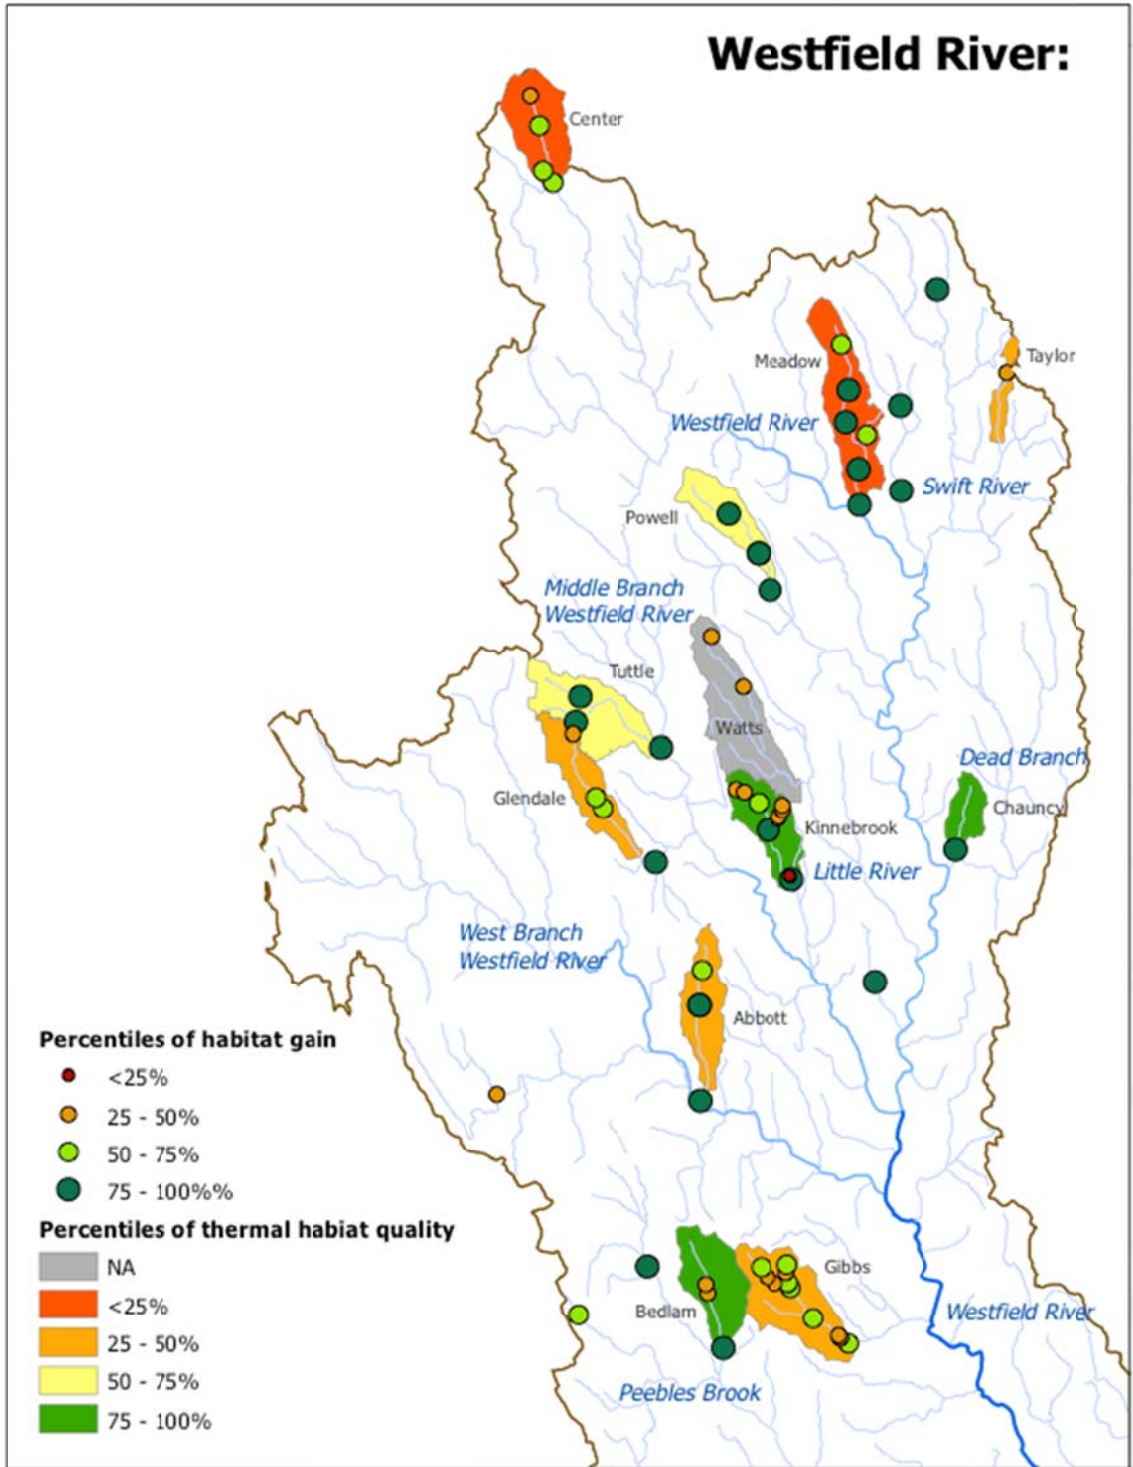 Westfield River:
Center
Taylor
Meadow
Westfield River
Swift River
Powell
Middle Branch
Westfield River
Tuttle
Watts
Dead Branch
Glendale
Chauncy
Kinnebrook
Little River
West Branch
Westfield River
Abbott
Percentiles of habitat gain
<25%
25 - 50%
50 - 75%
75 - 100%%
Percentiles of thermal habiat quality
NA
<25%
25 - 50%
50 - 75%
75 - 100%
Gibbs
Bedlam
Westfield River
Peebles Brook